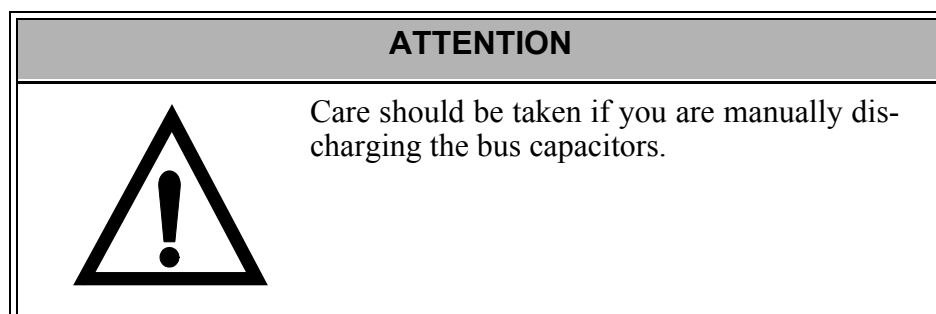 ATTENTION
Care should be taken if you are manually dis-
charging the bus capacitors.